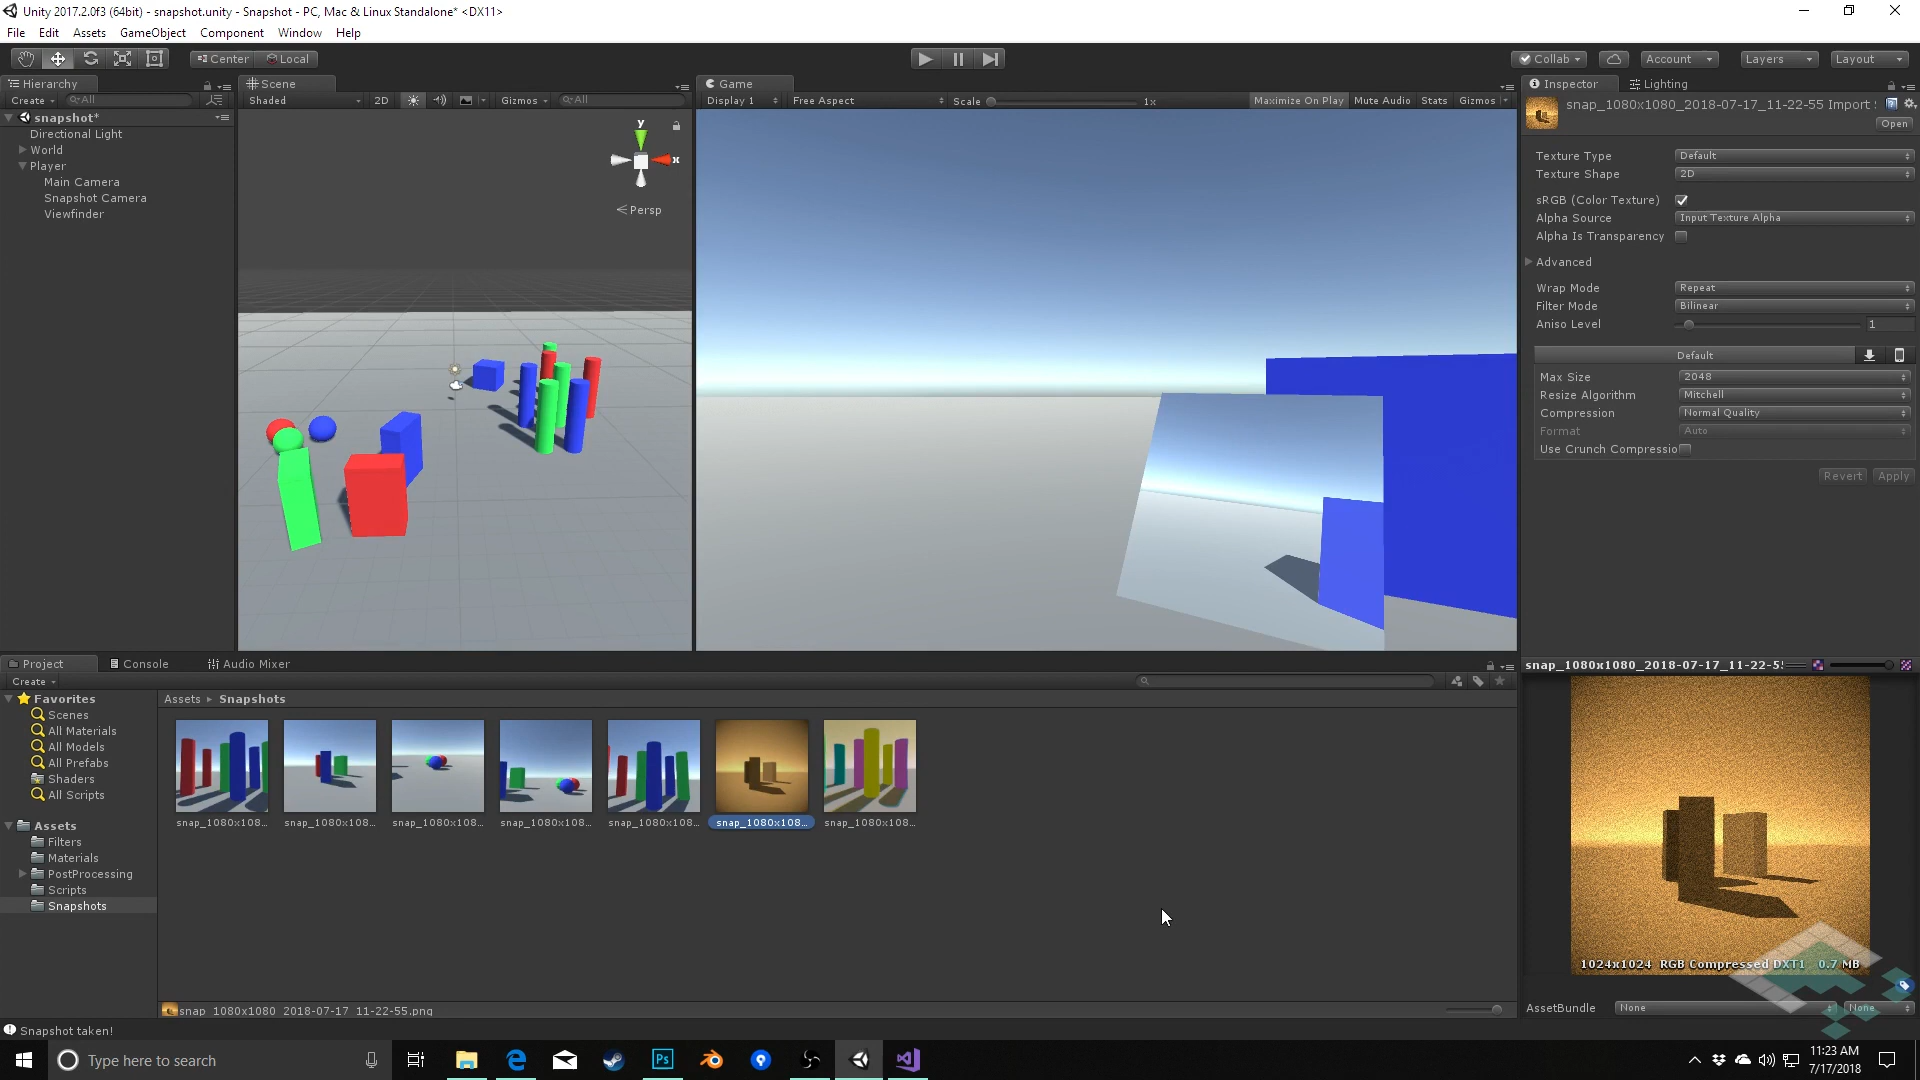 Unity 2017.2.0f3 (64bit) - snapshot.unity - Snapshot - PC, Mac & Linux Standalone* <DX11>
File Edit Assets GameObject Component Window Help
Center Local
Collab Account Layers Layout
Hierarchy
Create All
snapshot*
Directional Light
World
Player
Main Camera
Snapshot Camera
Viewfinder
Scene
Shaded 2D Gizmos All
y
x
Persp
Game
Display 1 Free Aspect Scale 1x Maximize On Play Mute Audio Stats Gizmos
Inspector Lighting
snap_1080x1080_2018-07-17_11-22-55 Import
Open
Texture Type Default
Texture Shape 2D
sRGB (Color Texture)
Alpha Source Input Texture Alpha
Alpha Is Transparency
Advanced
Wrap Mode Repeat
Filter Mode Bilinear
Aniso Level 1
Default
Max Size 2048
Resize Algorithm Mitchell
Compression Normal Quality
Format Auto
Use Crunch Compressio
Revert Apply
Project Console Audio Mixer
Create
Favorites
Scenes
All Materials
All Models
All Prefabs
Shaders
All Scripts
Assets
Filters
Materials
PostProcessing
Scripts
Snapshots
Assets Snapshots
snap_1080x108... snap_1080x108... snap_1080x108... snap_1080x108... snap_1080x108... snap_1080x108... snap_1080x108...
snap_1080x1080_2018-07-17_11-22-55.png
snap_1080x1080_2018-07-17_11-22-5
1024x1024 RGB Compressed DXT1 0.7 MB
AssetBundle None None
Snapshot taken!
Type here to search
Ps
11:23 AM
7/17/2018